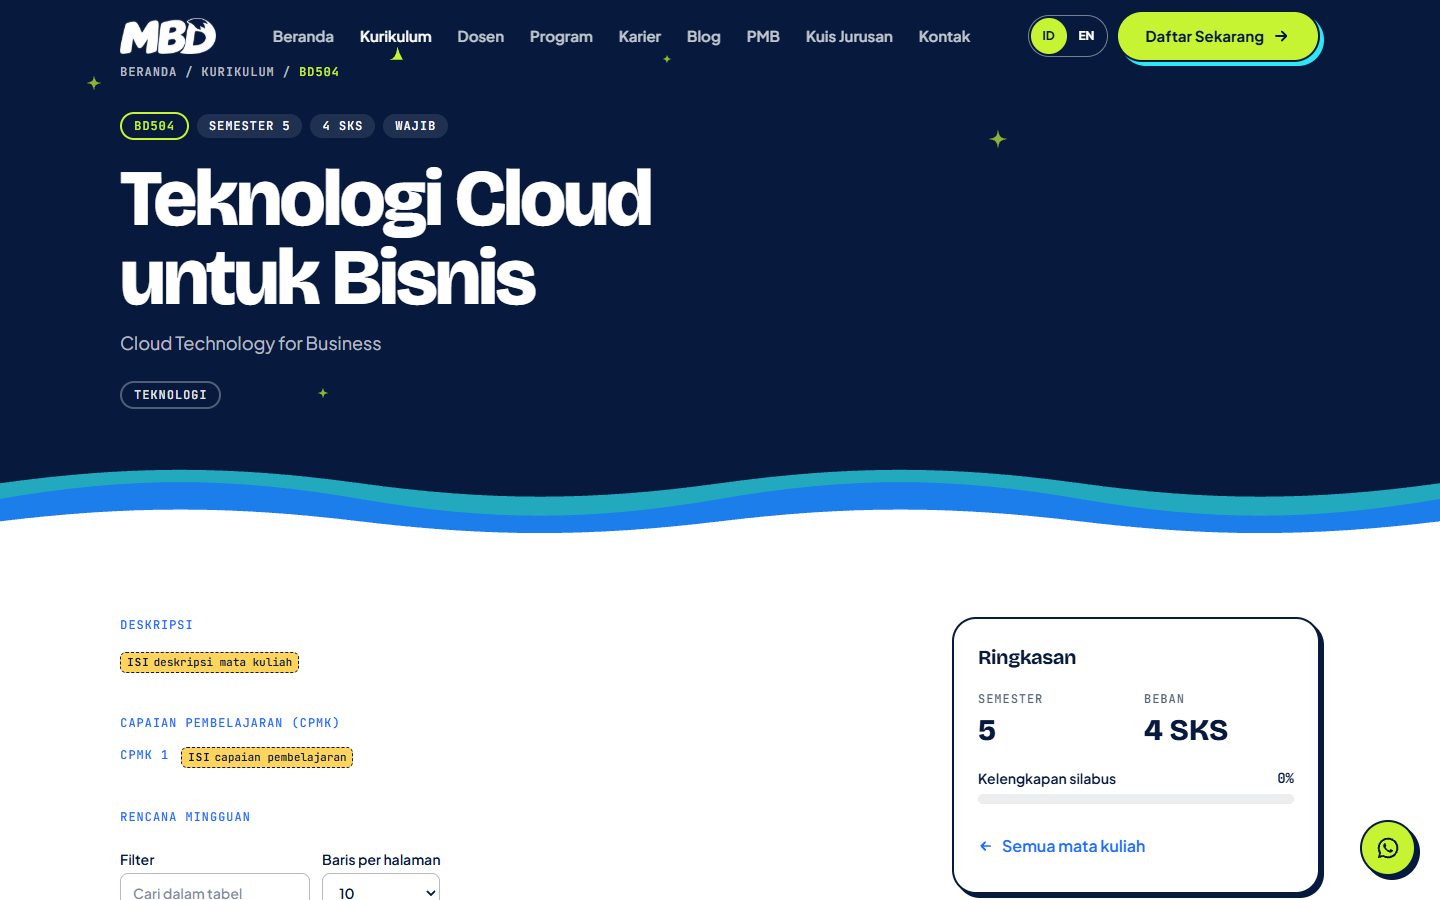 MBD
Beranda Kurikulum Dosen Program Karier Blog PMB Kuis Jurusan Kontak
ID EN
Daftar Sekarang →
BERANDA / KURIKULUM / BD504
BD504 SEMESTER 5 4 SKS WAJIB
Teknologi Cloud
untuk Bisnis
Cloud Technology for Business
TEKNOLOGI
DESKRIPSI
ISI deskripsi mata kuliah
CAPAIAN PEMBELAJARAN (CPMK)
CPMK 1 ISI capaian pembelajaran
RENCANA MINGGUAN
Filter Baris per halaman
Cari dalam tabel 10
Ringkasan
SEMESTER BEBAN
5 4 SKS
Kelengkapan silabus 0%
← Semua mata kuliah